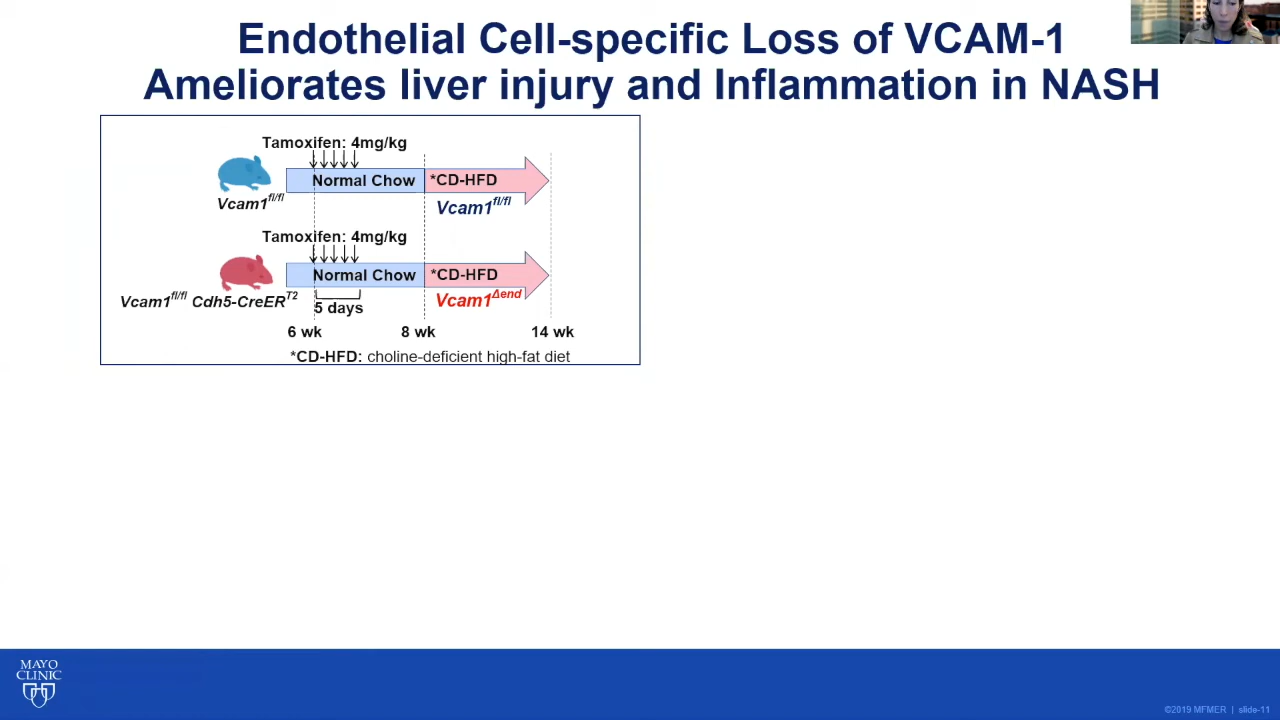 Endothelial Cell-specific Loss of VCAM-1
Ameliorates liver injury and Inflammation in NASH
Tamoxifen: 4mg/kg
Normal Chow
*CD-HFD
Vcam1fl/fl
Vcam1fl/fl
Tamoxifen: 4mg/kg
Normal Chow
*CD-HFD
Vcam1fl/fl Cdh5-CreERT2
Vcam1Δend
5 days
6 wk 8 wk 14 wk
*CD-HFD: choline-deficient high-fat diet
MAYO
CLINIC
©2019 MFMER | slide-11